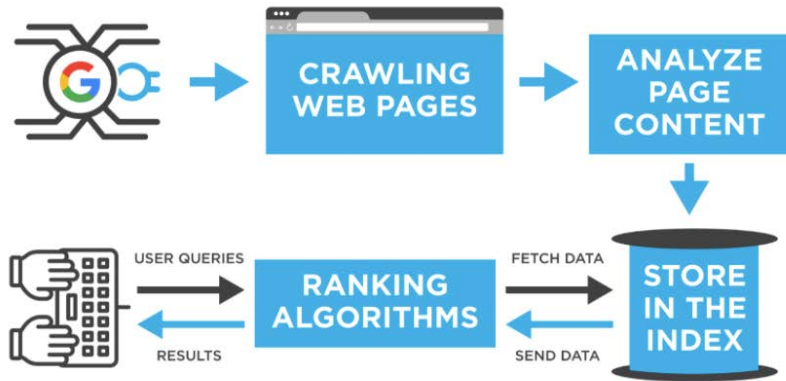 G
CRAWLING
WEB PAGES
ANALYZE
PAGE
CONTENT
USER QUERIES
RESULTS
RANKING
ALGORITHMS
FETCH DATA
SEND DATA
STORE
IN THE
INDEX